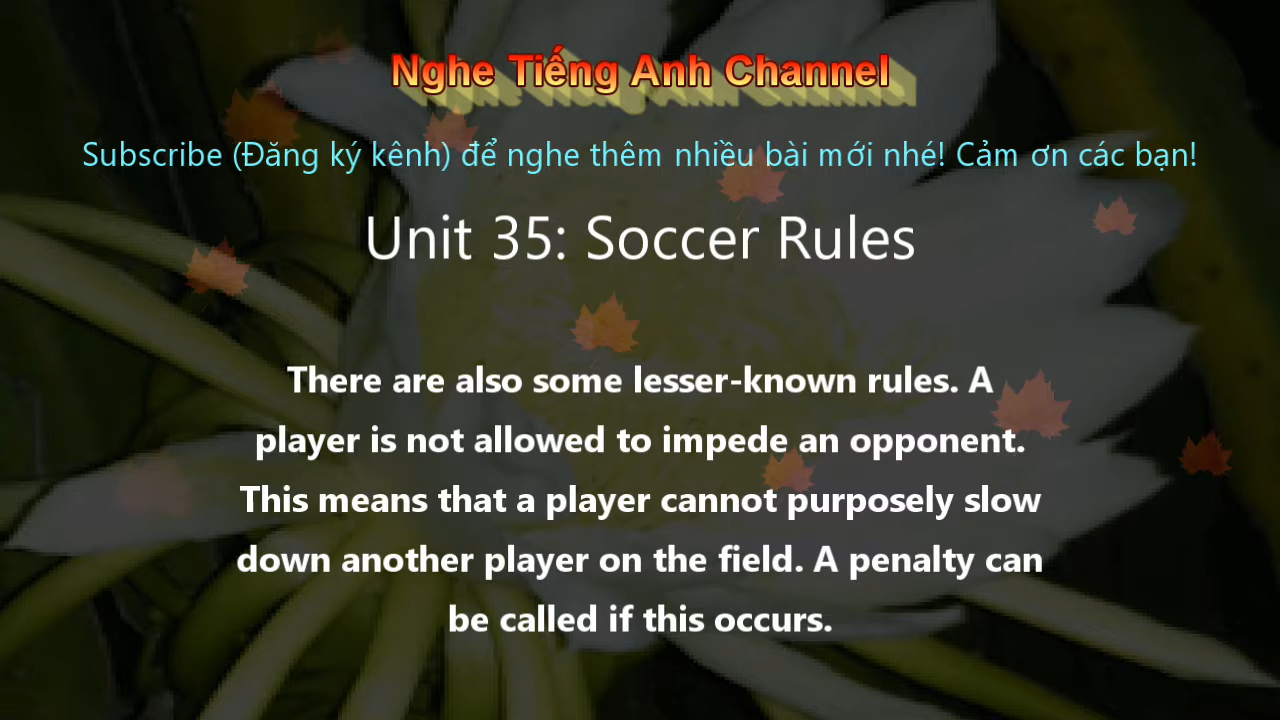 Nghe Tiếng Anh Channel
Subscribe (Đăng ký kênh) để nghe thêm nhiều bài mới nhé! Cảm ơn các bạn!
Unit 35: Soccer Rules
There are also some lesser-known rules. A
player is not allowed to impede an opponent.
This means that a player cannot purposely slow
down another player on the field. A penalty can
be called if this occurs.